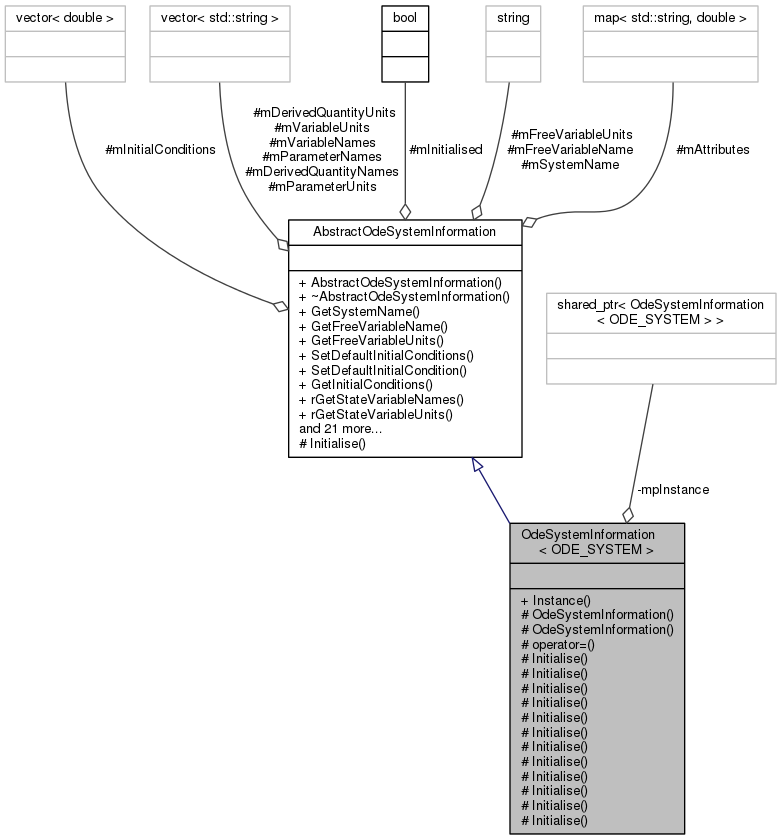 vector< double >
vector< std::string >
bool
string
map< std::string, double >
#mInitialConditions
#mDerivedQuantityUnits
#mVariableUnits
#mVariableNames
#mParameterNames
#mDerivedQuantityNames
#mParameterUnits
#mInitialised
#mFreeVariableUnits
#mFreeVariableName
#mSystemName
#mAttributes
AbstractOdeSystemInformation
+ AbstractOdeSystemInformation()
+ ~AbstractOdeSystemInformation()
+ GetSystemName()
+ GetFreeVariableName()
+ GetFreeVariableUnits()
+ SetDefaultInitialConditions()
+ SetDefaultInitialCondition()
+ GetInitialConditions()
+ rGetStateVariableNames()
+ rGetStateVariableUnits()
and 21 more...
# Initialise()
shared_ptr< OdeSystemInformation
< ODE_SYSTEM > >
-mpInstance
OdeSystemInformation
< ODE_SYSTEM >
+ Instance()
# OdeSystemInformation()
# OdeSystemInformation()
# operator=()
# Initialise()
# Initialise()
# Initialise()
# Initialise()
# Initialise()
# Initialise()
# Initialise()
# Initialise()
# Initialise()
# Initialise()
# Initialise()
# Initialise()